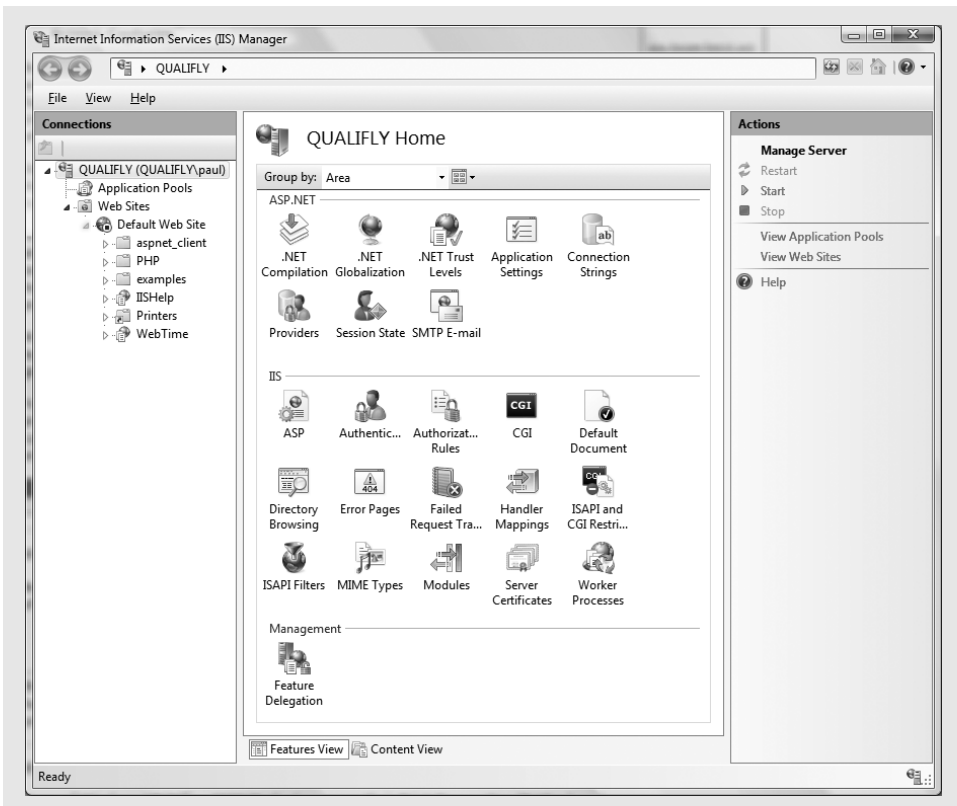 Internet Information Services (IIS) Manager
QUALIFLY
File View Help
Connections
QUALIFLY (QUALIFLY\paul)
Application Pools
Web Sites
Default Web Site
aspnet_client
PHP
examples
IISHelp
Printers
WebTime
QUALIFLY Home
Group by: Area
ASP.NET
.NET Compilation
.NET Globalization
.NET Trust Levels
Application Settings
Connection Strings
Providers
Session State
SMTP E-mail
IIS
ASP
Authentic...
Authorizat... Rules
CGI
CGI
Default Document
Directory Browsing
404
Error Pages
Failed Request Tra...
Handler Mappings
ISAPI and CGI Restri...
ISAPI Filters
MIME Types
Modules
Server Certificates
Worker Processes
Management
Feature Delegation
Features View
Content View
Actions
Manage Server
Restart
Start
Stop
View Application Pools
View Web Sites
Help
Ready